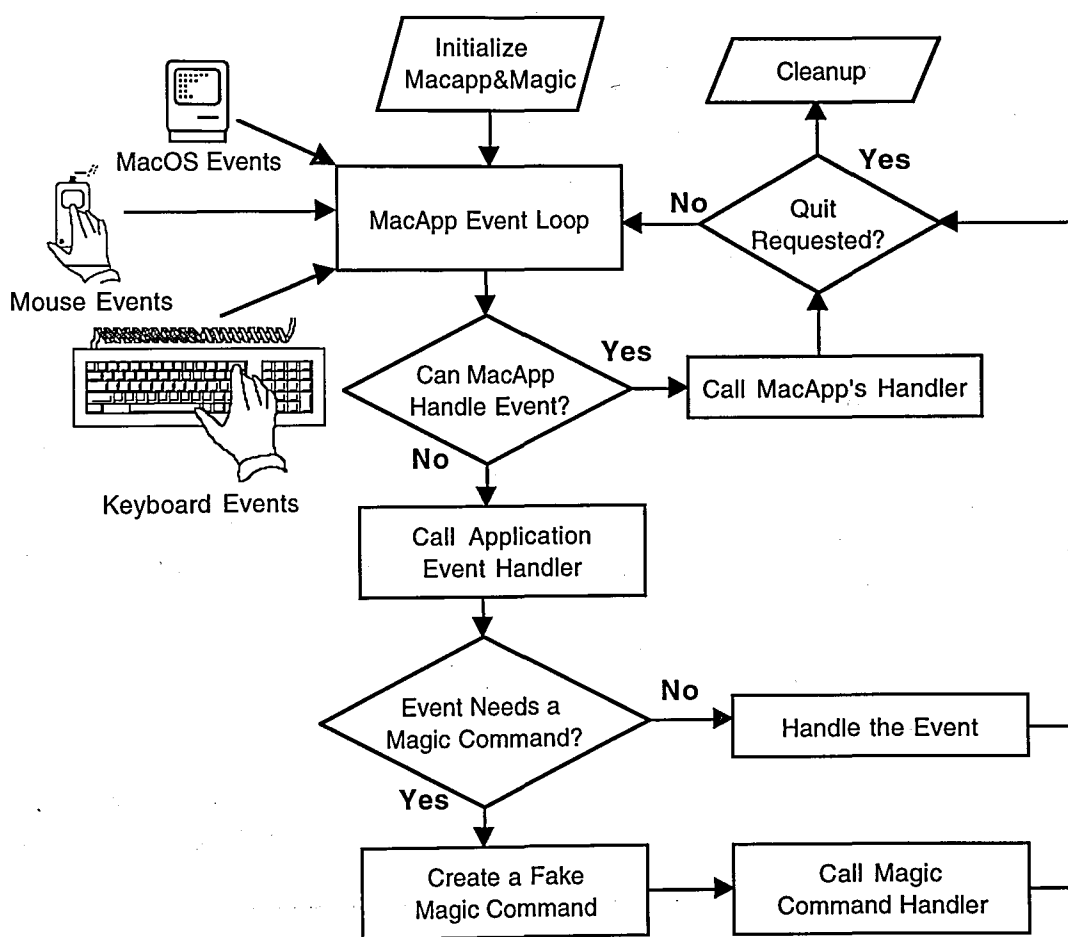 Initialize
Macapp&Magic
Cleanup
MacOS Events
Yes
No
MacApp Event Loop
Quit
Requested?
Mouse Events
Yes
Can MacApp
Handle Event?
Call MacApp's Handler
No
Keyboard Events
Call Application
Event Handler
No
Event Needs a
Magic Command?
Handle the Event
Yes
Create a Fake
Magic Command
Call Magic
Command Handler